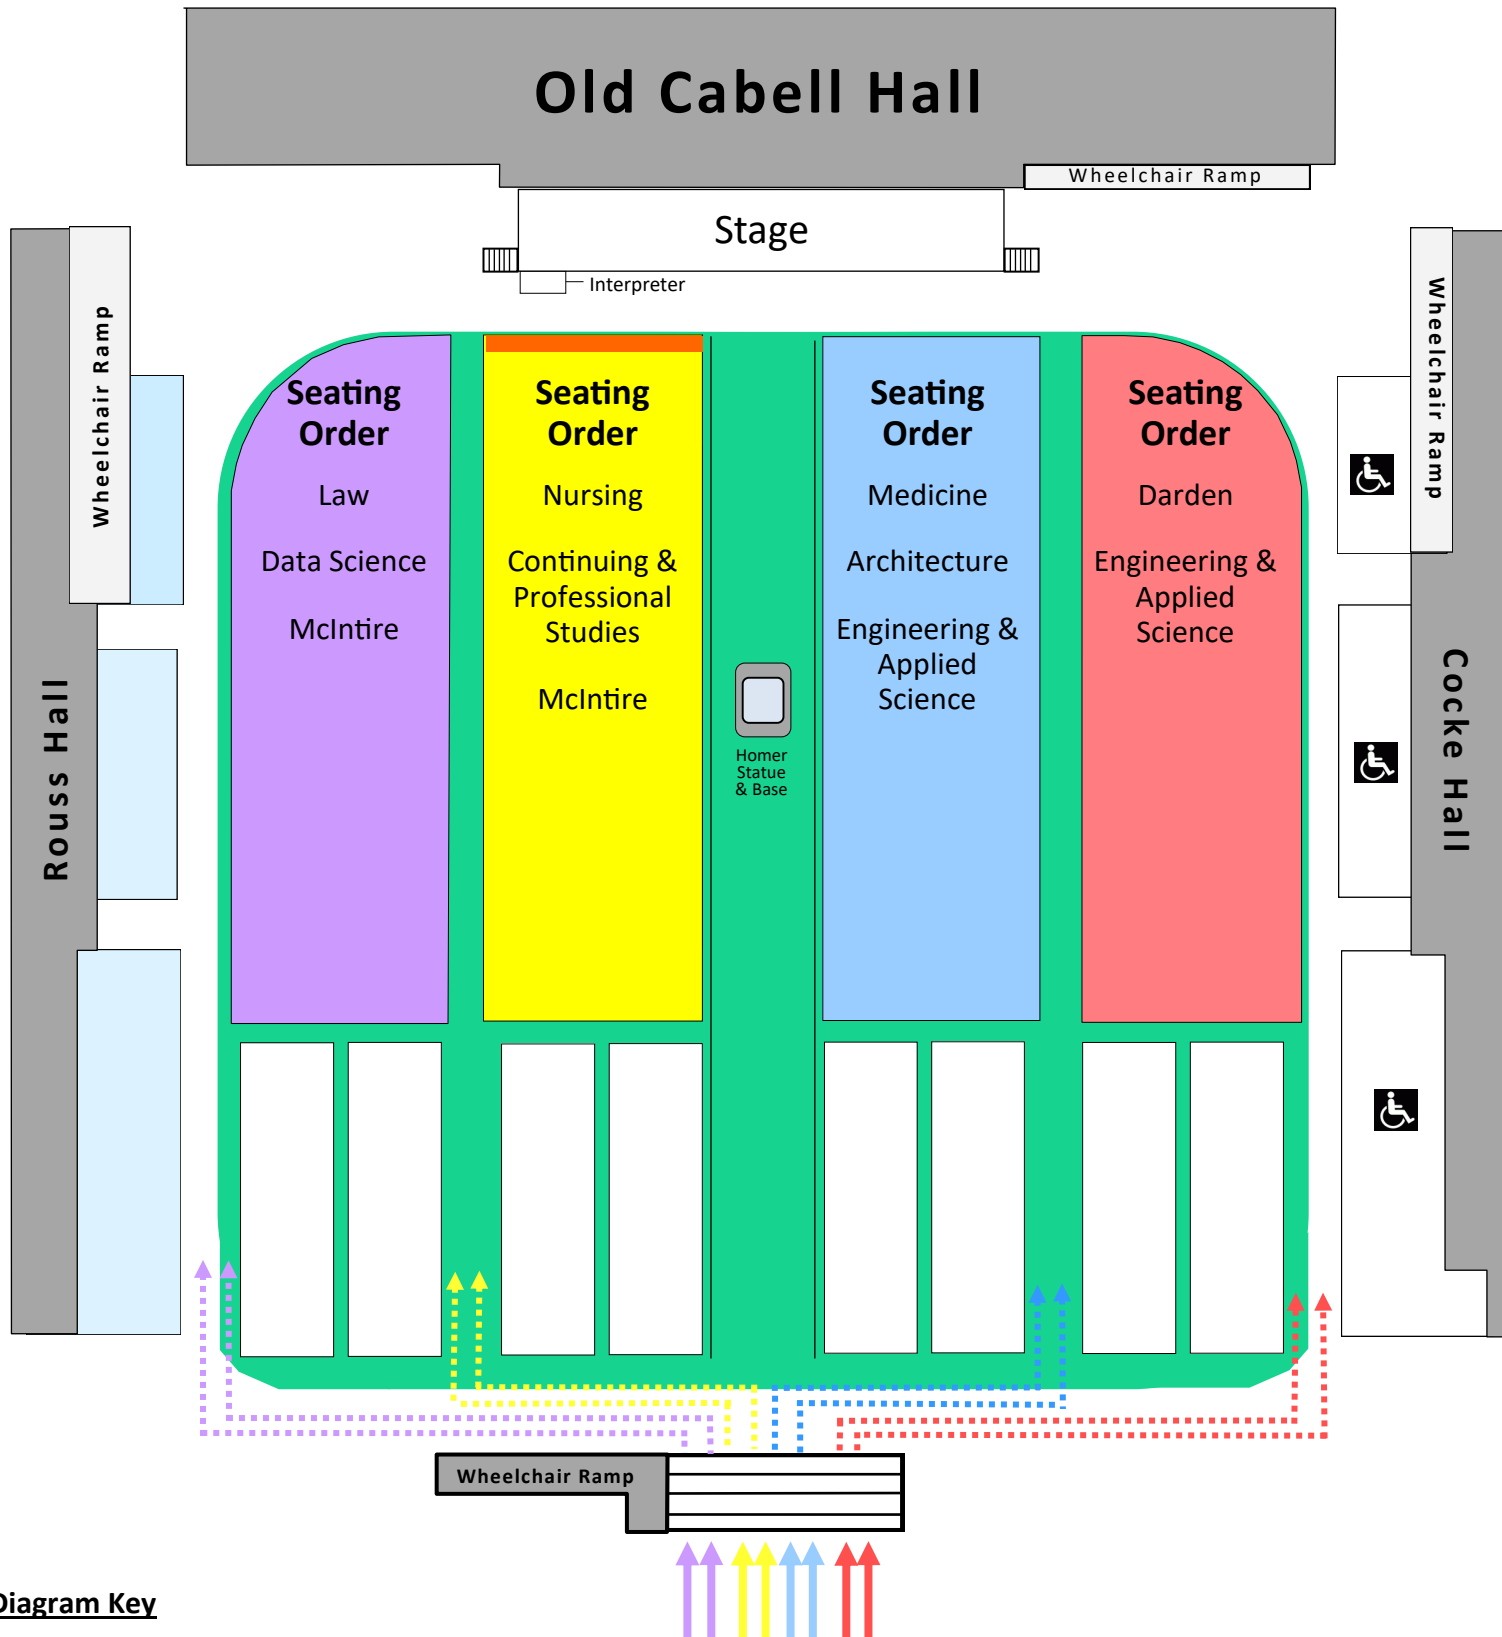 Old Cabell Hall
Wheelchair Ramp
Stage
Interpreter
Wheelchair Ramp
Rouss Hall
Seating
Order
Law
Data Science
McIntire
Seating
Order
Nursing
Continuing &
Professional
Studies
McIntire
Homer
Statue
& Base
Seating
Order
Medicine
Architecture
Engineering &
Applied
Science
Seating
Order
Darden
Engineering &
Applied
Science
Wheelchair Ramp
Cocke Hall
Wheelchair Ramp
Diagram Key